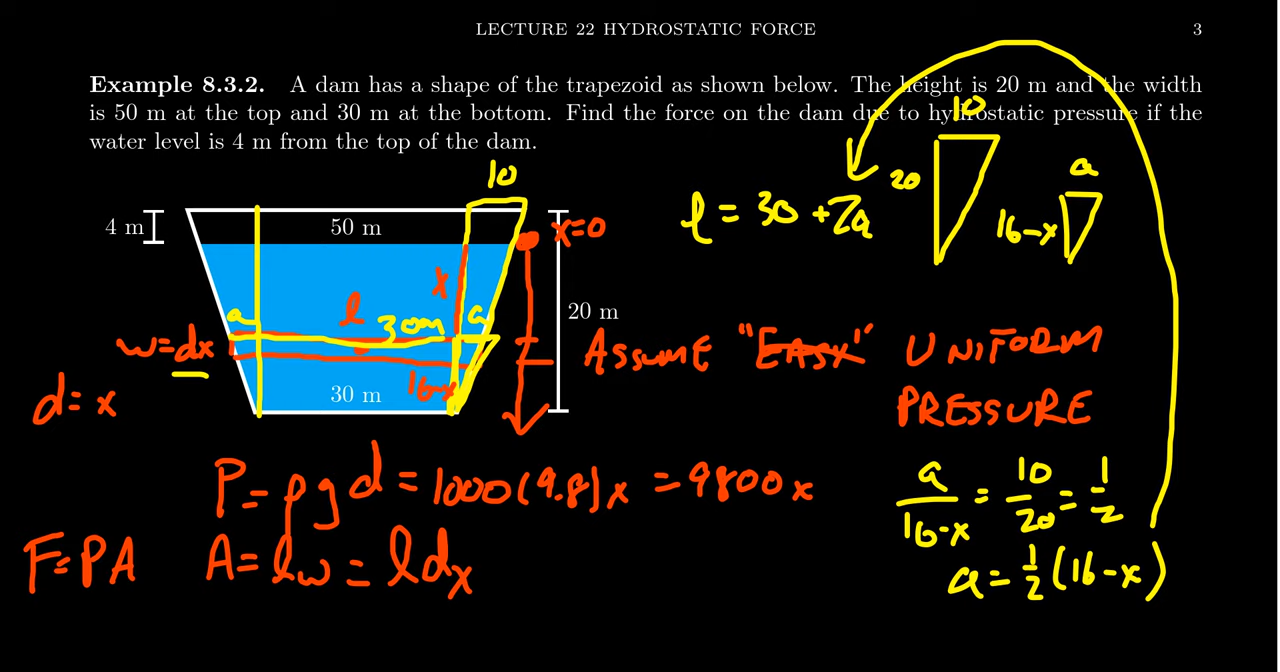 LECTURE 22 HYDROSTATIC FORCE 3
Example 8.3.2. A dam has a shape of the trapezoid as shown below. The height is 20 m and the width
is 50 m at the top and 30 m at the bottom. Find the force on the dam due to hydrostatic pressure if the
water level is 4 m from the top of the dam.
10
10
a
20
4 m
50 m
x=0
l = 30 + 2a
16-x
x
l
20 m
a
30m
a
w=dx
Assume "EASY" UNIFORM
PRESSURE
16-x
30 m
d=x
P= ρgd = 1000(9.8)x = 9800x
a/16-x = 10/20 = 1/2
F=PA A= lw = ldx
a = 1/2 (16-x)